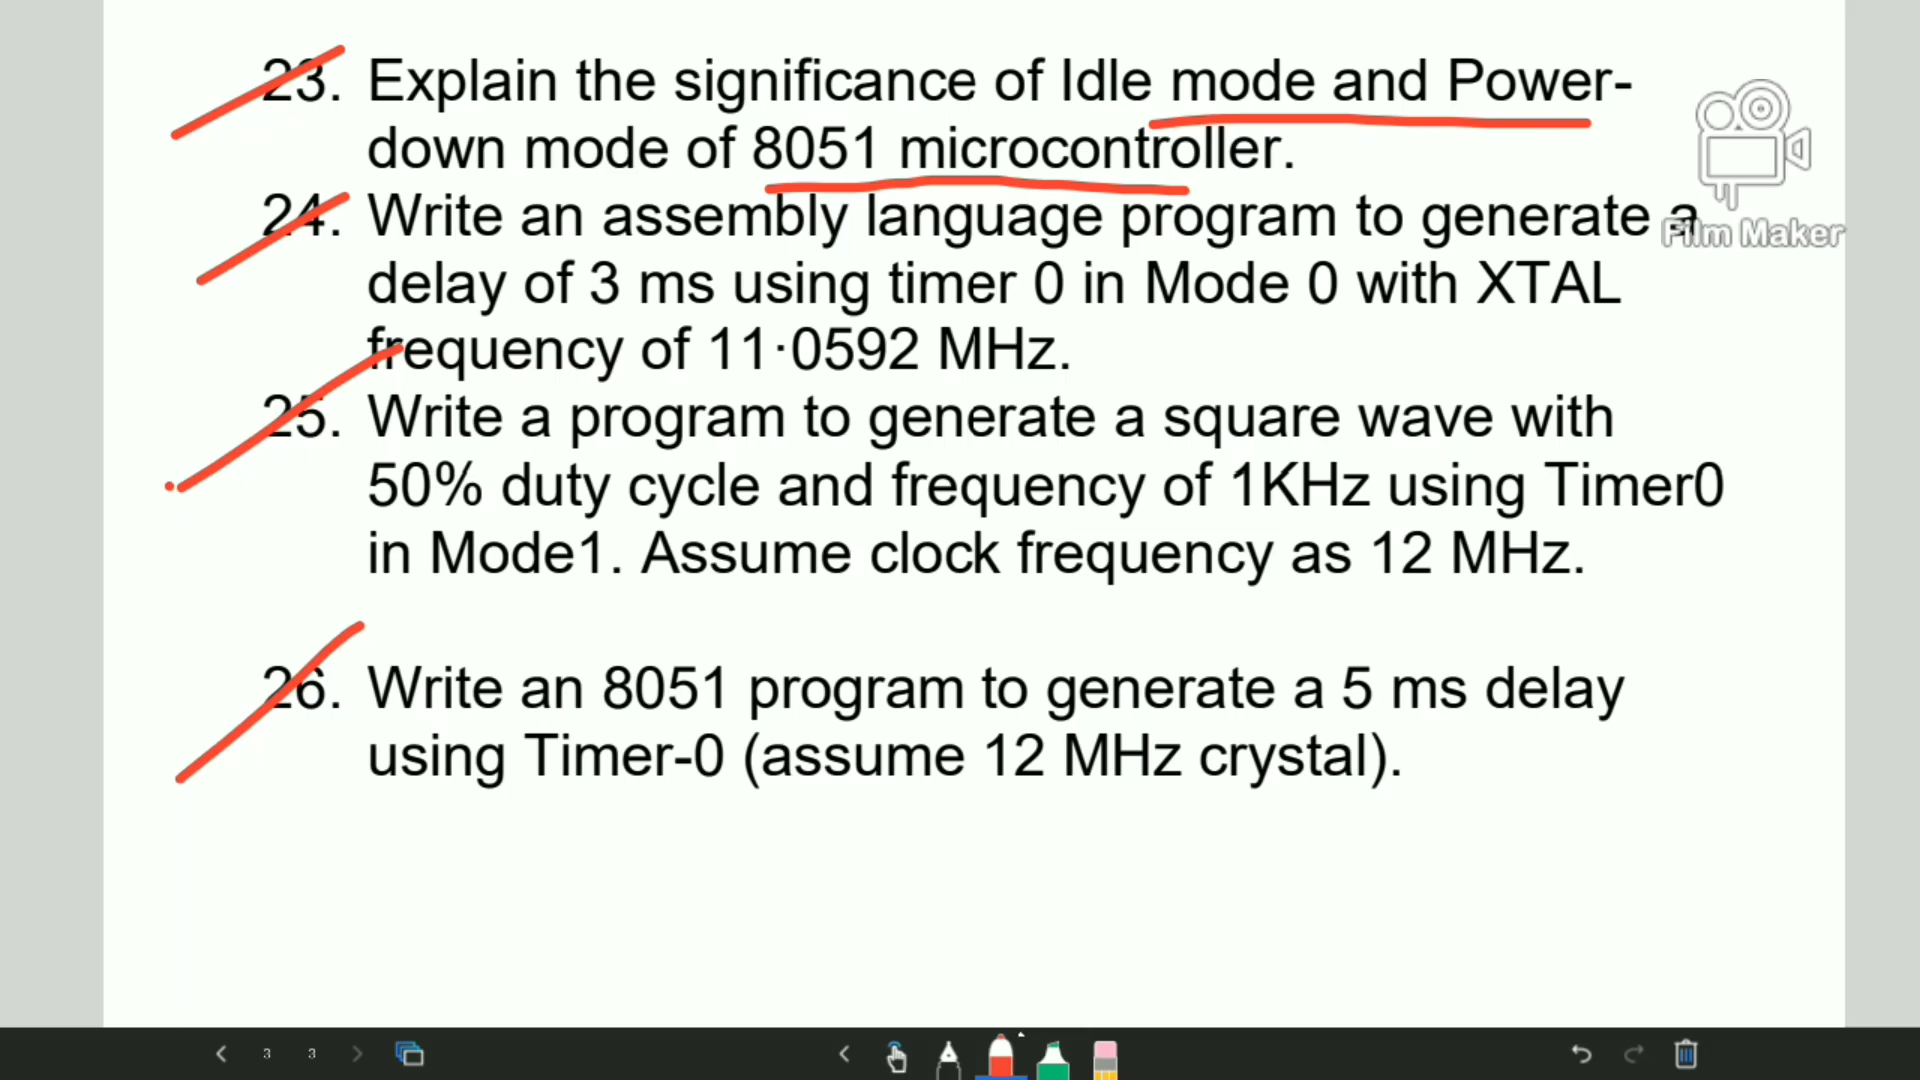 23. Explain the significance of Idle mode and Power-
down mode of 8051 microcontroller.
24. Write an assembly language program to generate a
delay of 3 ms using timer 0 in Mode 0 with XTAL
frequency of 11·0592 MHz.
25. Write a program to generate a square wave with
50% duty cycle and frequency of 1KHz using Timer0
in Mode1. Assume clock frequency as 12 MHz.
26. Write an 8051 program to generate a 5 ms delay
using Timer-0 (assume 12 MHz crystal).
Film Maker
3 3